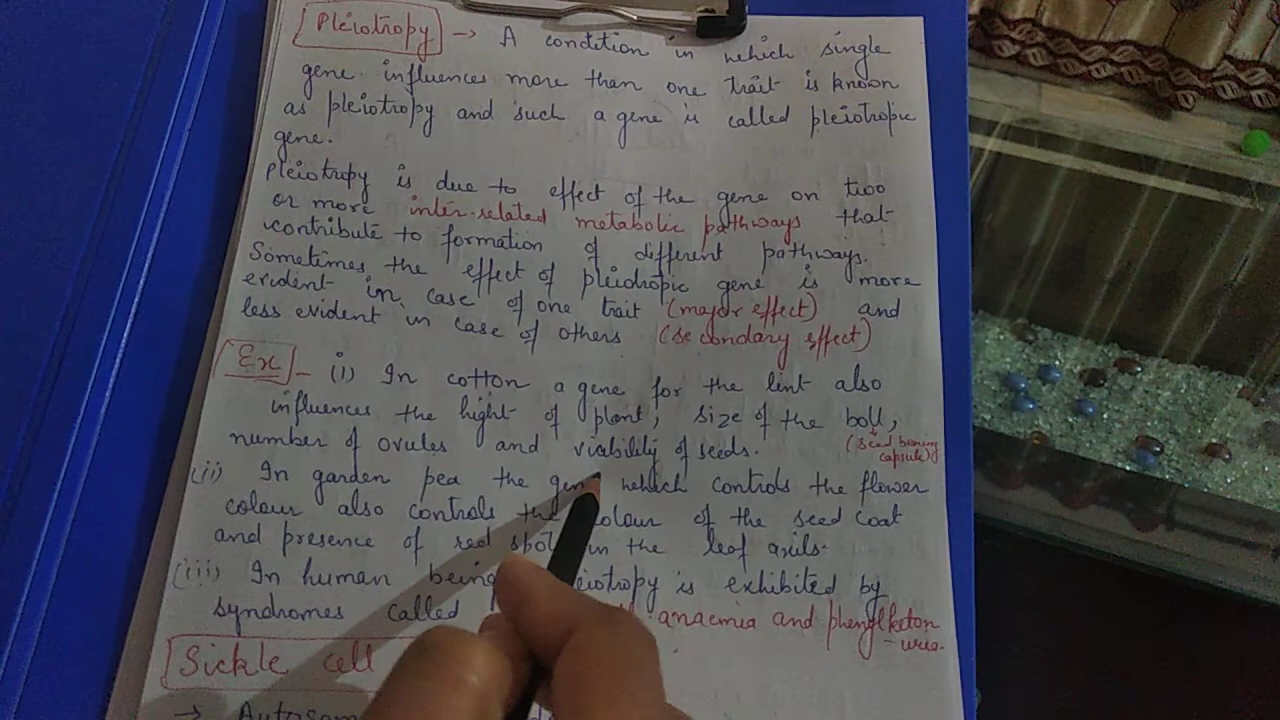 Pleiotropy → A condition in which single
gene influences more than one trait is known
as pleiotropy and such a gene is called pleiotropic
gene.
Pleiotropy is due to effect of the gene on two
or more inter-related metabolic pathways that
contribute to formation of different pathways.
Sometimes the effect of pleiotropic gene is more
evident in case of one trait (major effect) and
less evident in case of others (secondary effect)
Ex - (i) In cotton a gene for the lint also
influences the hight of plant, size of the boll,
number of ovules and viability of seeds.
(seed bearing
capsule)
(ii) In garden pea the gen which controls the flower
colour also controls the colour of the seed coat
and presence of red spot in the leaf axils.
(iii) In human being pleiotropy is exhibited by
syndromes called anaemia and phenylketon
-urea.
Sickle cell
→